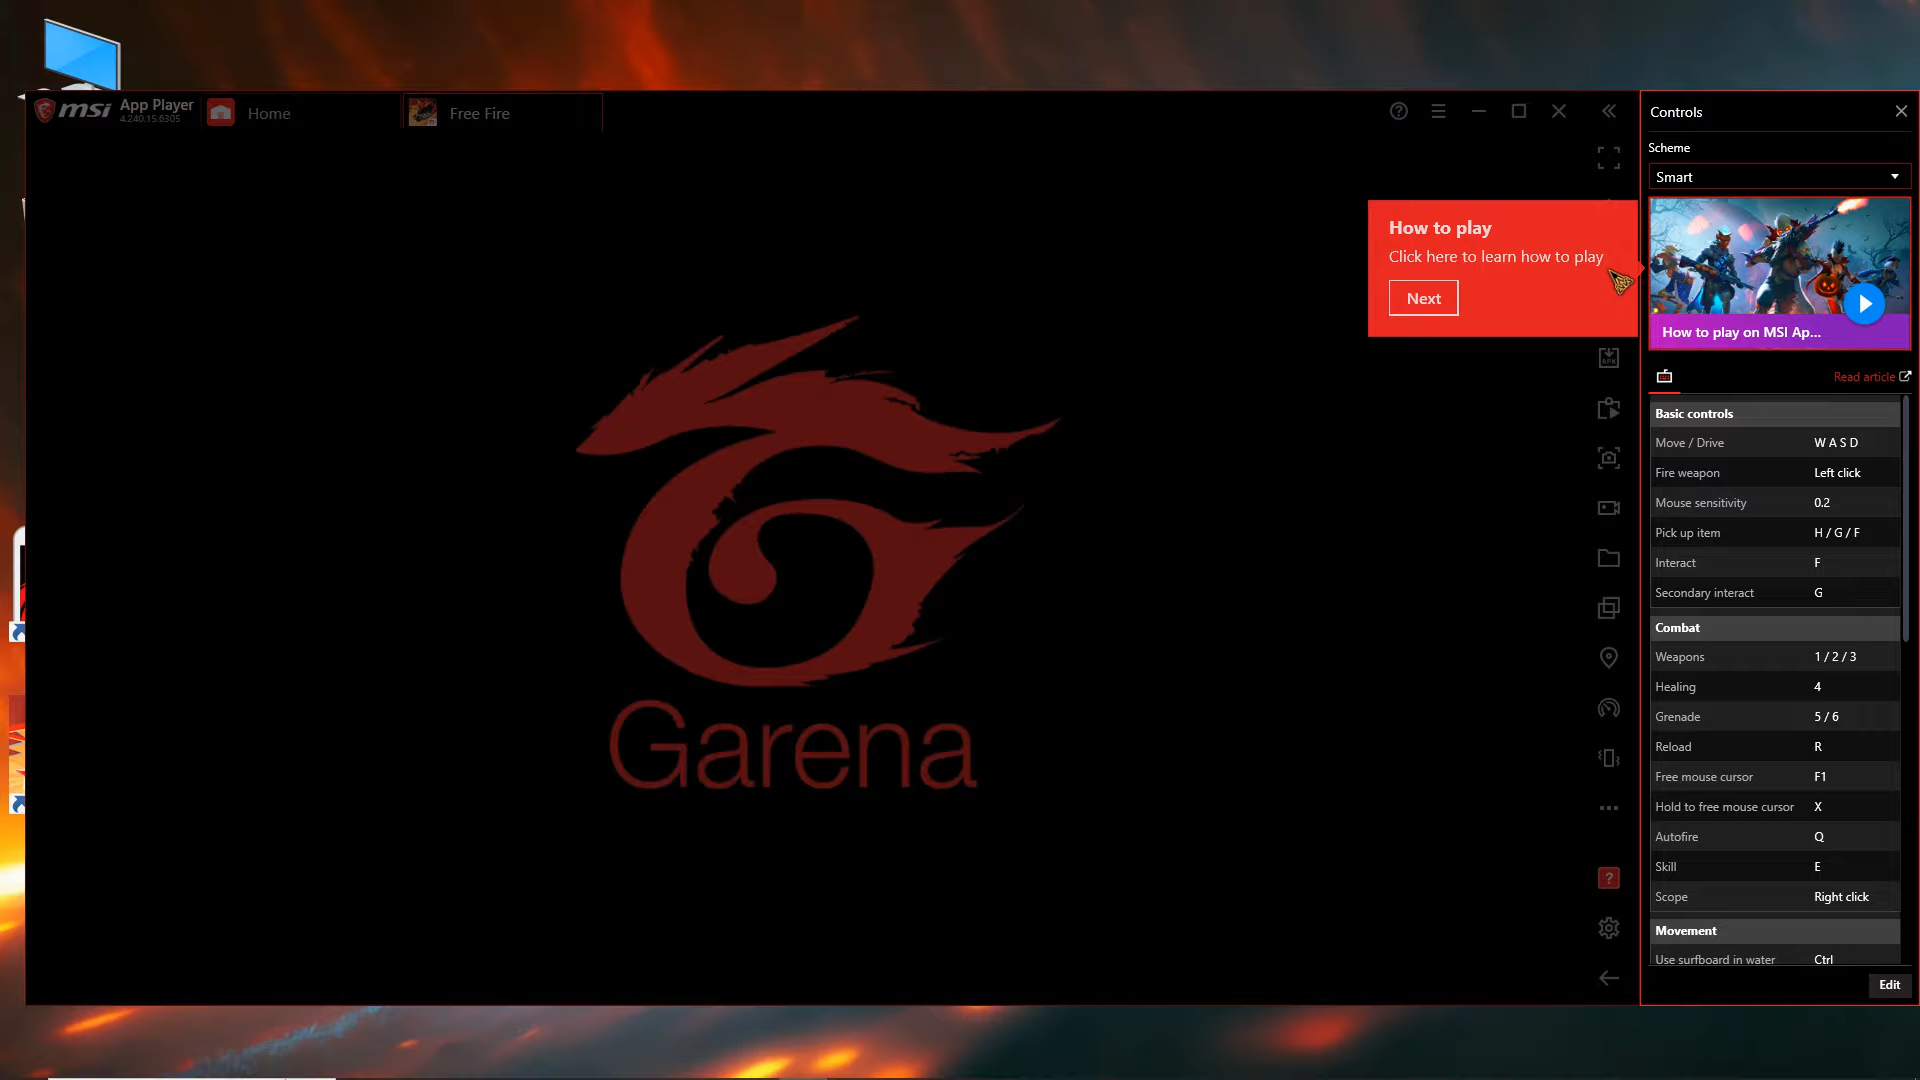 msi App Player
4.240.15.6305
Home
Free Fire
Controls
Scheme
Smart
How to play
Click here to learn how to play
Next
How to play on MSI Ap...
Read article
Basic controls
Move / Drive W A S D
Fire weapon Left click
Mouse sensitivity 0.2
Pick up item H / G / F
Interact F
Secondary interact G
Combat
Weapons 1 / 2 / 3
Healing 4
Grenade 5 / 6
Reload R
Free mouse cursor F1
Hold to free mouse cursor X
Autofire Q
Skill E
Scope Right click
Movement
Use surfboard in water Ctrl
Edit
Garena
APK